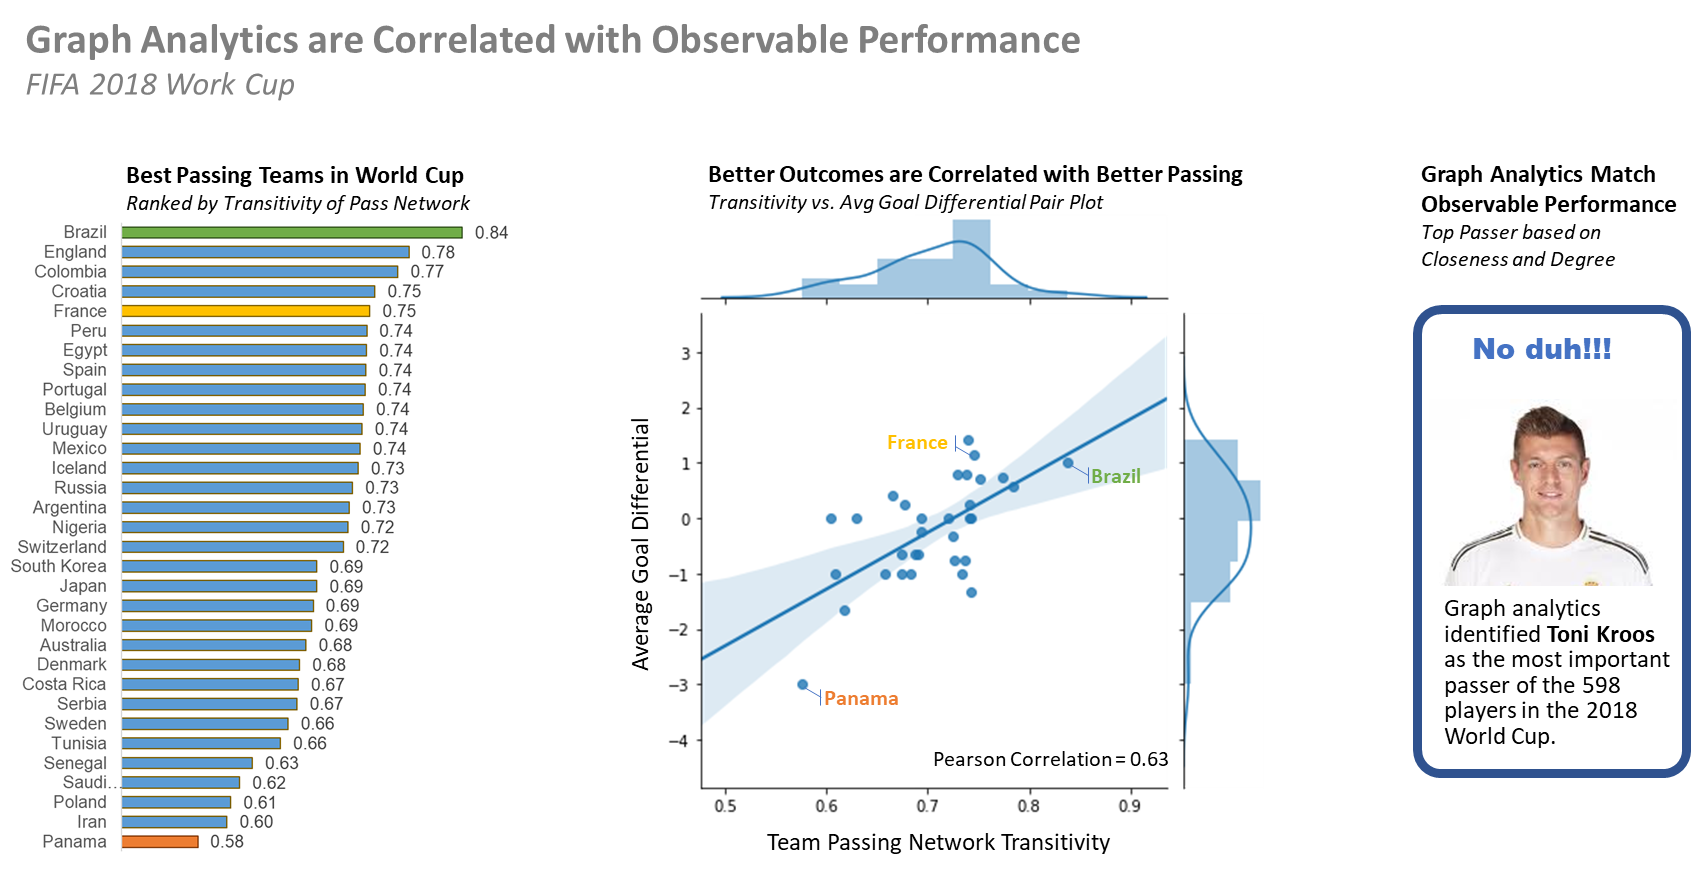 Graph Analytics are Correlated with Observable Performance
FIFA 2018 Work Cup
Best Passing Teams in World Cup
Ranked by Transitivity of Pass Network
Brazil 0.84
England 0.78
Colombia 0.77
Croatia 0.75
France 0.75
Peru 0.74
Egypt 0.74
Spain 0.74
Portugal 0.74
Belgium 0.74
Uruguay 0.74
Mexico 0.74
Iceland 0.73
Russia 0.73
Argentina 0.73
Nigeria 0.72
Switzerland 0.72
South Korea 0.69
Japan 0.69
Germany 0.69
Morocco 0.69
Australia 0.68
Denmark 0.68
Costa Rica 0.67
Serbia 0.67
Sweden 0.66
Tunisia 0.66
Senegal 0.63
Saudi... 0.62
Poland 0.61
Iran 0.60
Panama 0.58
Better Outcomes are Correlated with Better Passing
Transitivity vs. Avg Goal Differential Pair Plot
Average Goal Differential
3
2
1
0
−1
−2
−3
−4
France
Brazil
Panama
Pearson Correlation = 0.63
0.5 0.6 0.7 0.8 0.9
Team Passing Network Transitivity
Graph Analytics Match
Observable Performance
Top Passer based on
Closeness and Degree
No duh!!!
Graph analytics
identified Toni Kroos
as the most important
passer of the 598
players in the 2018
World Cup.